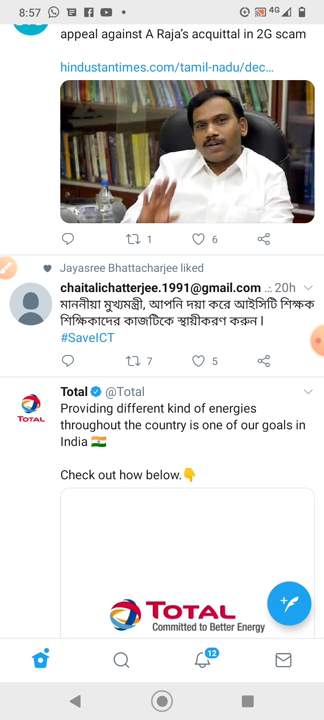 8:57
4G
appeal against A Raja's acquittal in 2G scam
hindustantimes.com/tamil-nadu/dec...
1
6
Jayasree Bhattacharjee liked
chaitalichatterjee.1991@gmail.com .. 20h
মাননীয়া মুখ্যমন্ত্রী, আপনি দয়া করে আইসিটি শিক্ষক
শিক্ষিকাদের কাজটিকে স্থায়ীকরণ করুন l
#SaveICT
7
5
Total @Total
TOTAL
Providing different kind of energies
throughout the country is one of our goals in
India 🇮🇳
Check out how below.👇
TOTAL
Committed to Better Energy
12